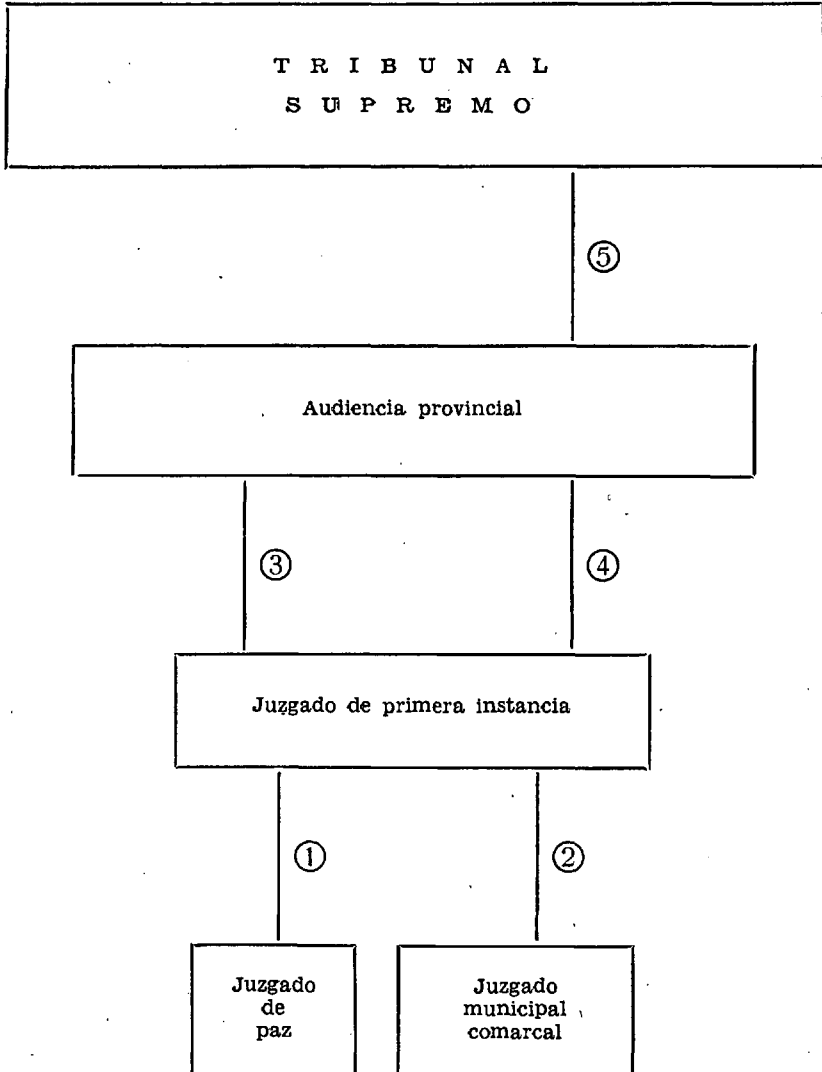 T R I B U N A L
S U P R E M O
⑤
Audiencia provincial
③
④
Juzgado de primera instancia
①
②
Juzgado
de
paz
Juzgado
municipal
comarcal